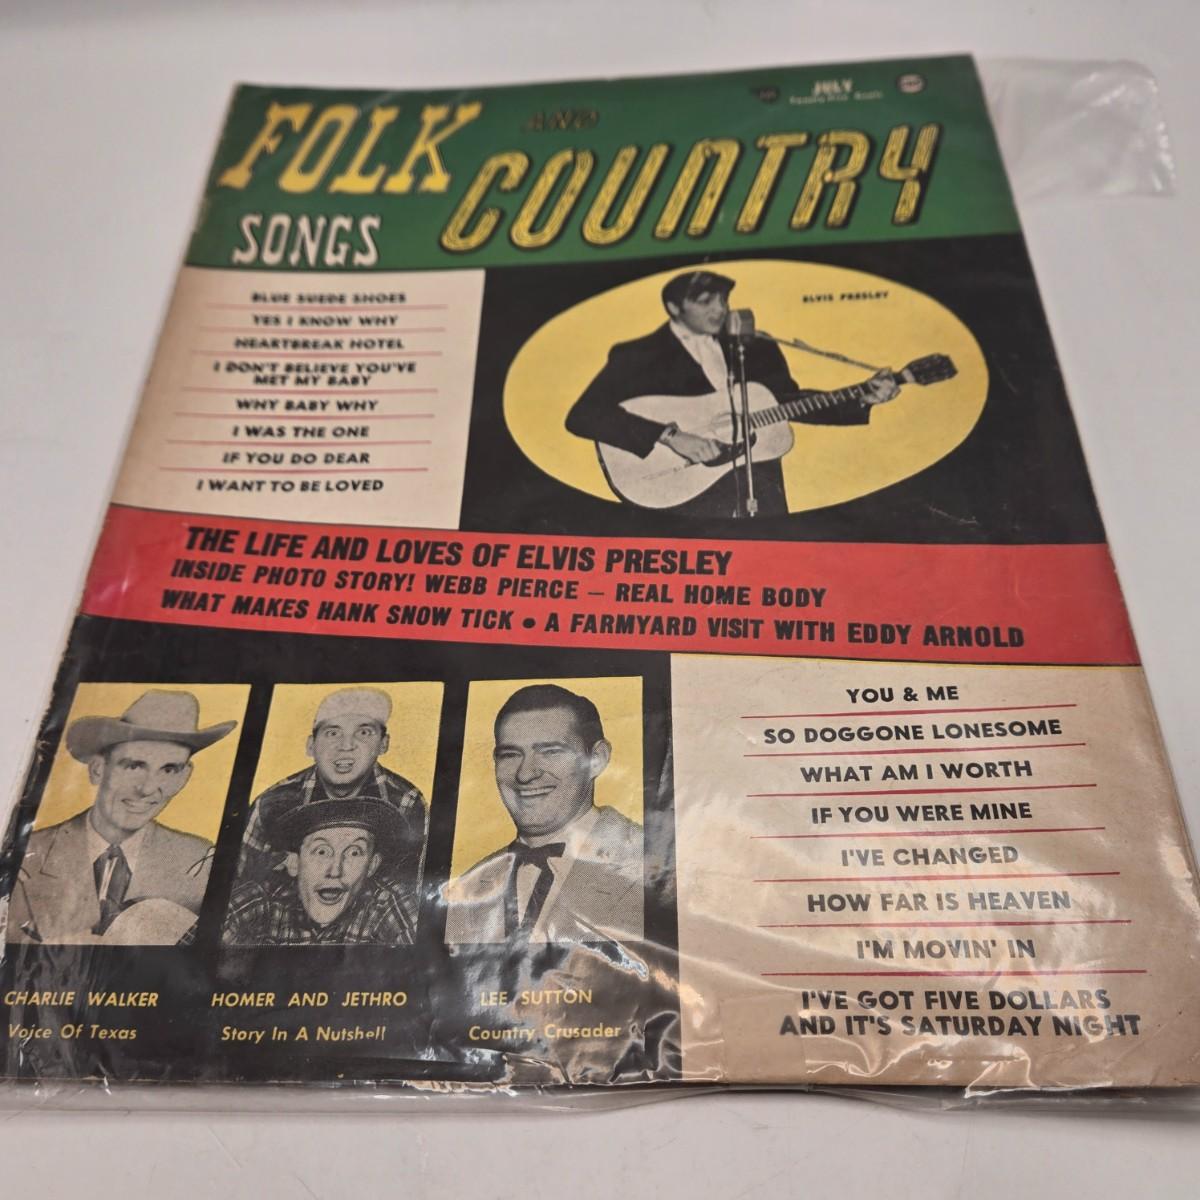 FOLK AND COUNTRY
SONGS
JULY
BLUE SUEDE SHOES
YES I KNOW WHY
HEARTBREAK HOTEL
I DON'T BELIEVE YOU'VE
MET MY BABY
WHY BABY WHY
I WAS THE ONE
IF YOU DO DEAR
I WANT TO BE LOVED
ELVIS PRESLEY
THE LIFE AND LOVES OF ELVIS PRESLEY
INSIDE PHOTO STORY! WEBB PIERCE – REAL HOME BODY
WHAT MAKES HANK SNOW TICK • A FARMYARD VISIT WITH EDDY ARNOLD
CHARLIE WALKER
Voice Of Texas
HOMER AND JETHRO
Story In A Nutshell
LEE SUTTON
Country Crusader
YOU & ME
SO DOGGONE LONESOME
WHAT AM I WORTH
IF YOU WERE MINE
I'VE CHANGED
HOW FAR IS HEAVEN
I'M MOVIN' IN
I'VE GOT FIVE DOLLARS
AND IT'S SATURDAY NIGHT